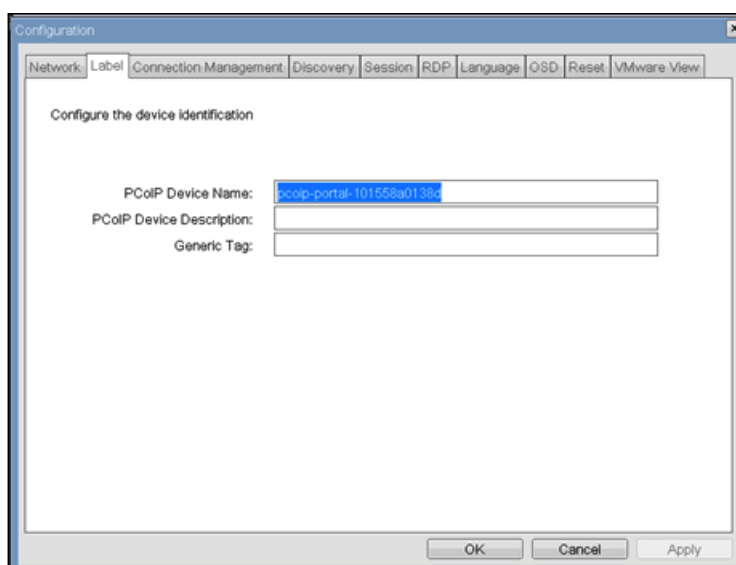 Configuration
Network Label Connection Management Discovery Session RDP Language OSD Reset VMware View
Configure the device identification
PCoIP Device Name: pcoip-portal-101558a0138d
PCoIP Device Description:
Generic Tag:
OK Cancel Apply